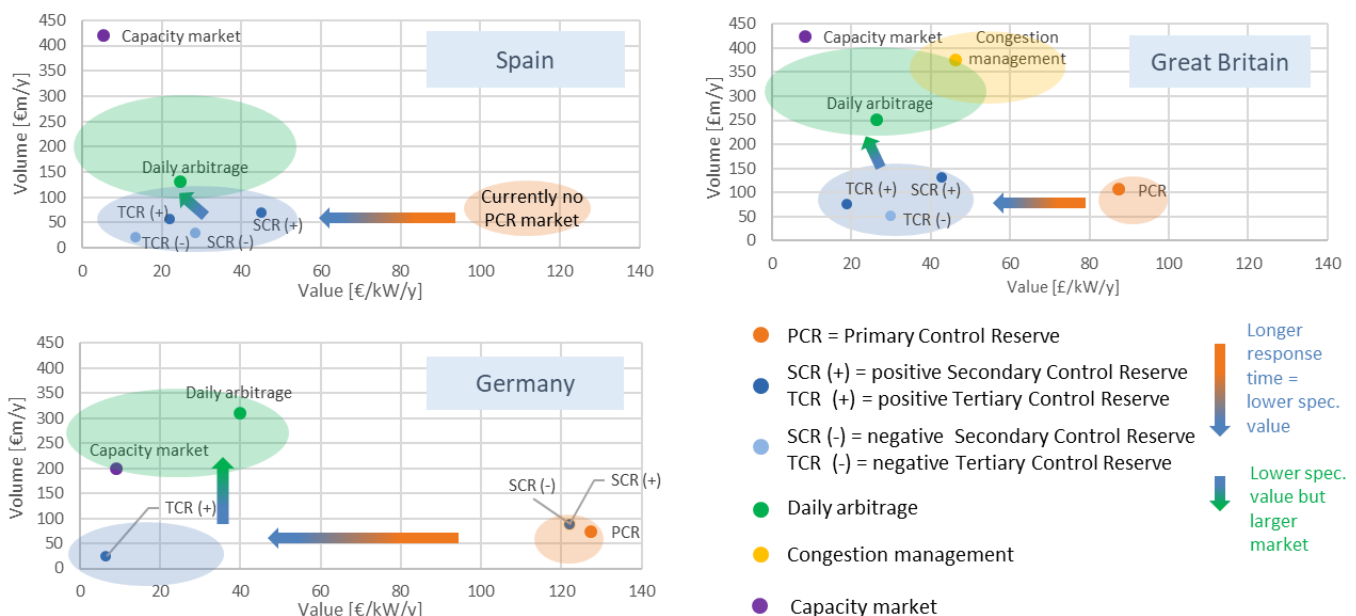 450
400
350
300
250
200
150
100
50
0
Volume [€m/y]
Capacity market
Spain
Daily arbitrage
TCR (+)
SCR (+)
TCR (-)
SCR (-)
Currently no
PCR market
0 20 40 60 80 100 120 140
Value [€/kW/y]
450
400
350
300
250
200
150
100
50
0
Volume [£m/y]
Capacity market
Congestion
management
Great Britain
Daily arbitrage
TCR (+)
SCR (+)
TCR (-)
PCR
0 20 40 60 80 100 120 140
Value [£/kW/y]
450
400
350
300
250
200
150
100
50
0
Volume [€m/y]
Germany
Daily arbitrage
Capacity market
TCR (+)
SCR (-)
SCR (+)
PCR
0 20 40 60 80 100 120 140
Value [€/kW/y]
PCR = Primary Control Reserve
SCR (+) = positive Secondary Control Reserve
TCR (+) = positive Tertiary Control Reserve
SCR (-) = negative Secondary Control Reserve
TCR (-) = negative Tertiary Control Reserve
Daily arbitrage
Congestion management
Capacity market
Longer
response
time =
lower spec.
value
Lower spec.
value but
larger
market